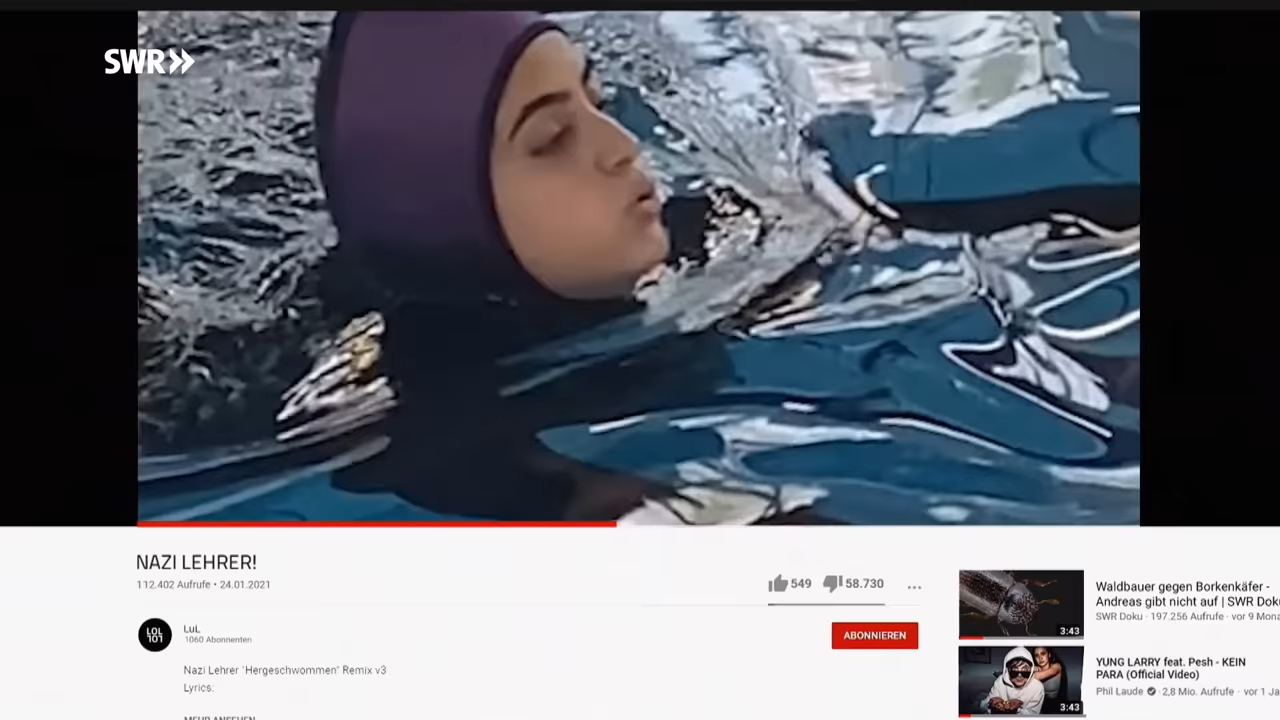 SWR»
NAZI LEHRER!
112.402 Aufrufe • 24.01.2021
549
58.730
...
LOL
LuL
1060 Abonnenten
ABONNIEREN
Nazi Lehrer "Hergeschwommen" Remix v3
Lyrics:
MEHR ANSEHEN
3:43
Waldbauer gegen Borkenkäfer -
Andreas gibt nicht auf | SWR Doku
SWR Doku · 197.256 Aufrufe · vor 9 Mona
3:43
YUNG LARRY feat. Pesh - KEIN
PARA (Official Video)
Phil Laude · 2,8 Mio. Aufrufe · vor 1 Ja